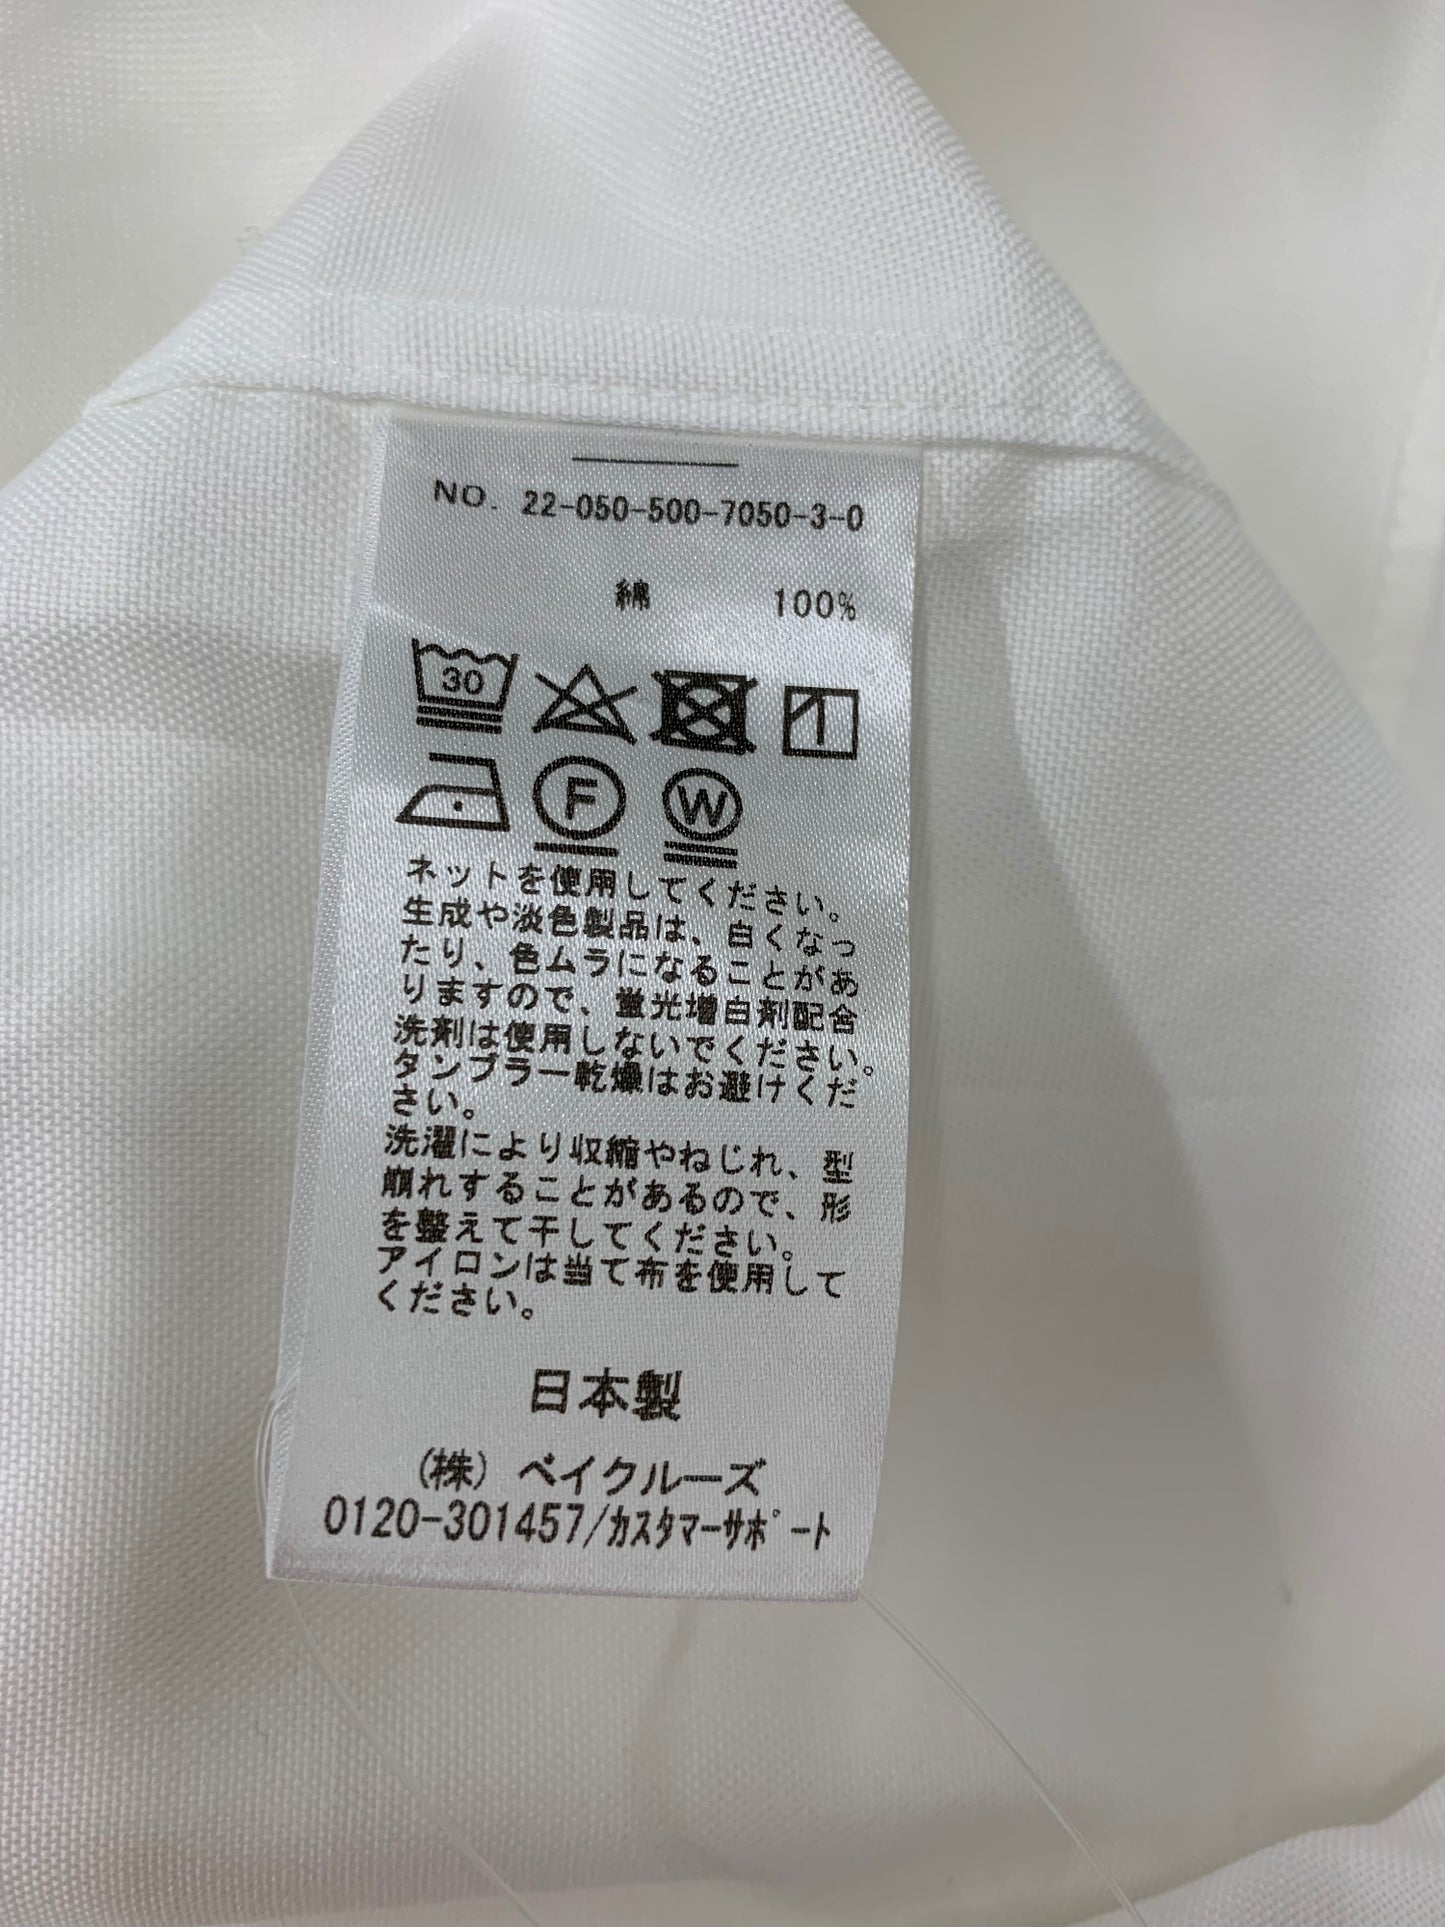 NO. 22-050-500-7050-3-0
綿 100%
30
F W
ネットを使用してください。
生成や淡色製品は、白くなっ
たり、色ムラになることがあ
りますので、蛍光増白剤配合
洗剤は使用しないでください。
タンブラー乾燥はお避けくだ
さい。
洗濯により収縮やねじれ、型
崩れすることがあるので、形
を整えて干してください。
アイロンは当て布を使用して
ください。
日本製
(株) ベイクルーズ
0120-301457/カスタマーサポート